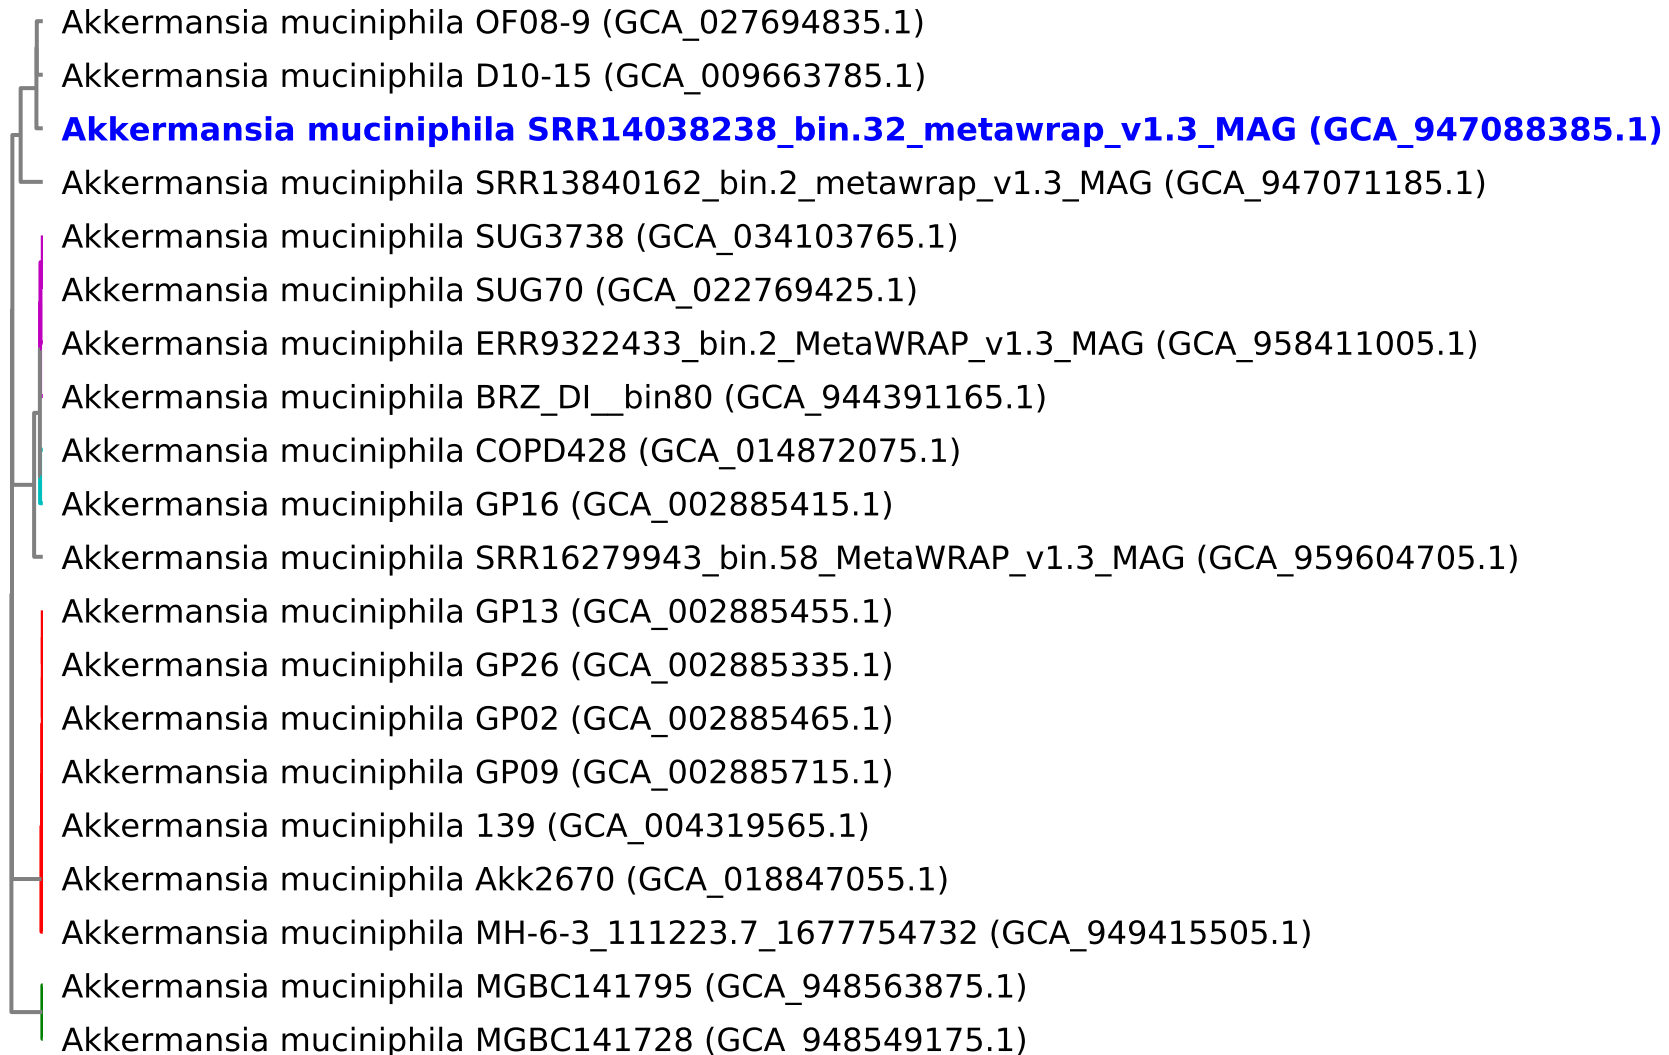 Akkermansia muciniphila OF08-9 (GCA_027694835.1)
Akkermansia muciniphila D10-15 (GCA_009663785.1)
Akkermansia muciniphila SRR14038238_bin.32_metawrap_v1.3_MAG (GCA_947088385.1)
Akkermansia muciniphila SRR13840162_bin.2_metawrap_v1.3_MAG (GCA_947071185.1)
Akkermansia muciniphila SUG3738 (GCA_034103765.1)
Akkermansia muciniphila SUG70 (GCA_022769425.1)
Akkermansia muciniphila ERR9322433_bin.2_MetaWRAP_v1.3_MAG (GCA_958411005.1)
Akkermansia muciniphila BRZ_DI__bin80 (GCA_944391165.1)
Akkermansia muciniphila COPD428 (GCA_014872075.1)
Akkermansia muciniphila GP16 (GCA_002885415.1)
Akkermansia muciniphila SRR16279943_bin.58_MetaWRAP_v1.3_MAG (GCA_959604705.1)
Akkermansia muciniphila GP13 (GCA_002885455.1)
Akkermansia muciniphila GP26 (GCA_002885335.1)
Akkermansia muciniphila GP02 (GCA_002885465.1)
Akkermansia muciniphila GP09 (GCA_002885715.1)
Akkermansia muciniphila 139 (GCA_004319565.1)
Akkermansia muciniphila Akk2670 (GCA_018847055.1)
Akkermansia muciniphila MH-6-3_111223.7_1677754732 (GCA_949415505.1)
Akkermansia muciniphila MGBC141795 (GCA_948563875.1)
Akkermansia muciniphila MGBC141728 (GCA_948549175.1)